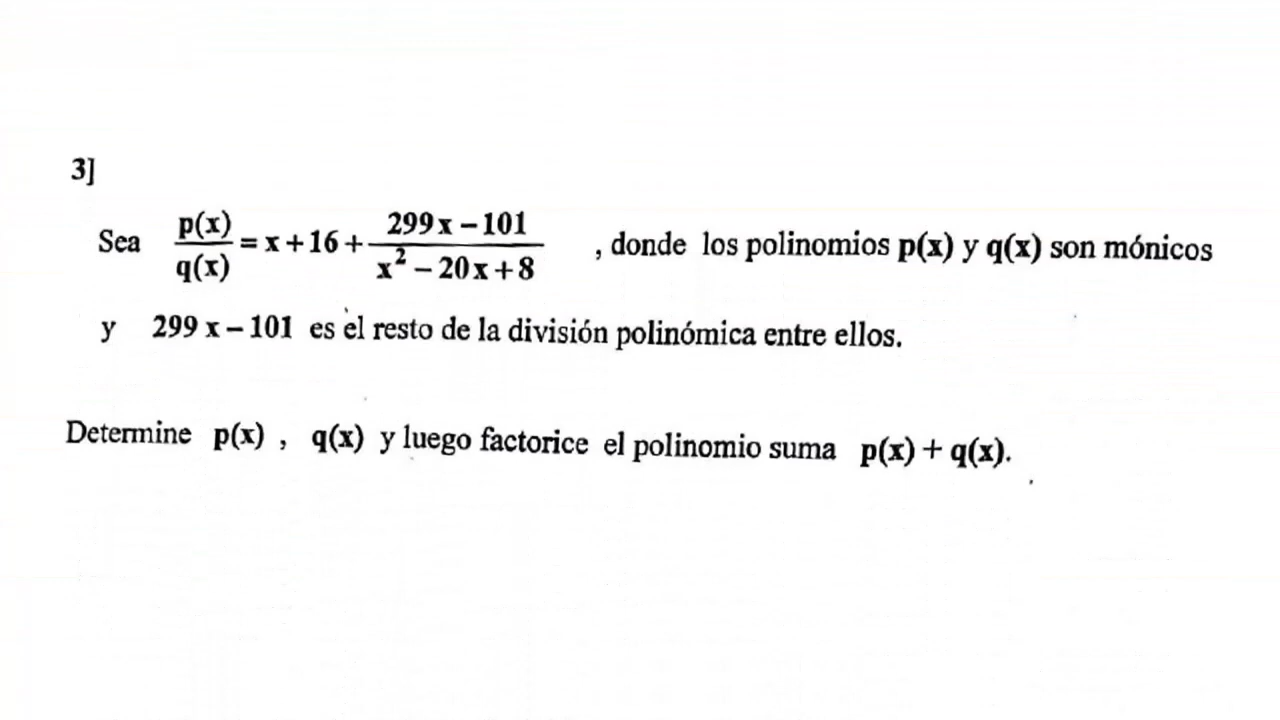 3]
Sea p(x)/q(x) = x + 16 + (299x − 101)/(x² − 20x + 8) , donde los polinomios p(x) y q(x) son mónicos
y 299 x − 101 es el resto de la división polinómica entre ellos.
Determine p(x) , q(x) y luego factorice el polinomio suma p(x) + q(x).